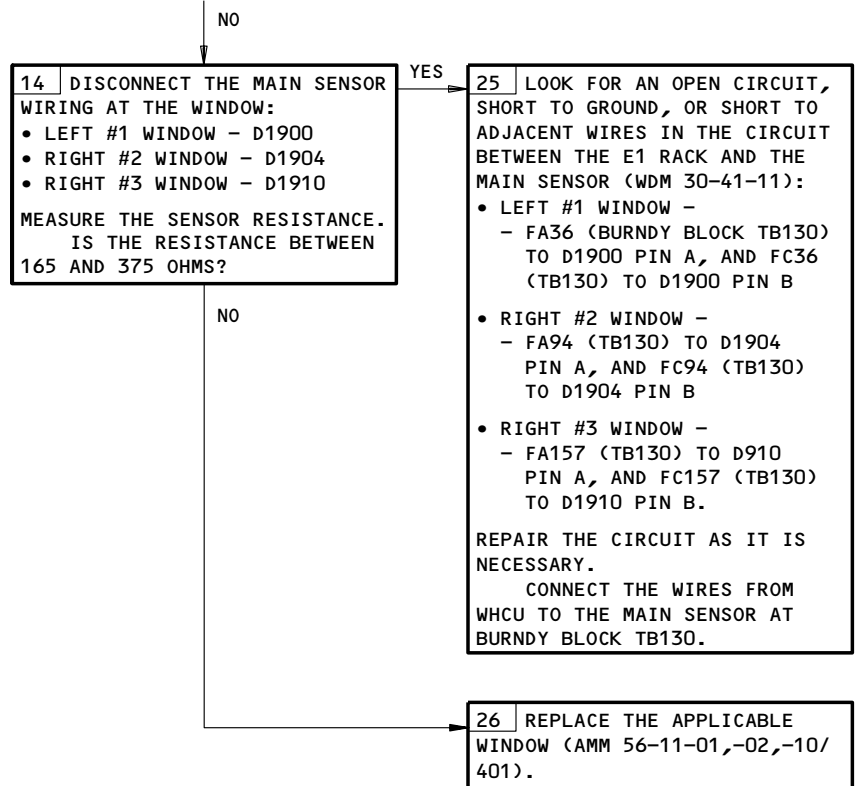 NO
14 DISCONNECT THE MAIN SENSOR
WIRING AT THE WINDOW:
• LEFT #1 WINDOW – D1900
• RIGHT #2 WINDOW – D1904
• RIGHT #3 WINDOW – D1910
MEASURE THE SENSOR RESISTANCE.
IS THE RESISTANCE BETWEEN
165 AND 375 OHMS?
YES
25 LOOK FOR AN OPEN CIRCUIT,
SHORT TO GROUND, OR SHORT TO
ADJACENT WIRES IN THE CIRCUIT
BETWEEN THE E1 RACK AND THE
MAIN SENSOR (WDM 30-41-11):
• LEFT #1 WINDOW –
– FA36 (BURNDY BLOCK TB130)
TO D1900 PIN A, AND FC36
(TB130) TO D1900 PIN B
• RIGHT #2 WINDOW –
– FA94 (TB130) TO D1904
PIN A, AND FC94 (TB130)
TO D1904 PIN B
• RIGHT #3 WINDOW –
– FA157 (TB130) TO D910
PIN A, AND FC157 (TB130)
TO D1910 PIN B.
REPAIR THE CIRCUIT AS IT IS
NECESSARY.
CONNECT THE WIRES FROM
WHCU TO THE MAIN SENSOR AT
BURNDY BLOCK TB130.
NO
26 REPLACE THE APPLICABLE
WINDOW (AMM 56-11-01,-02,-10/
401).